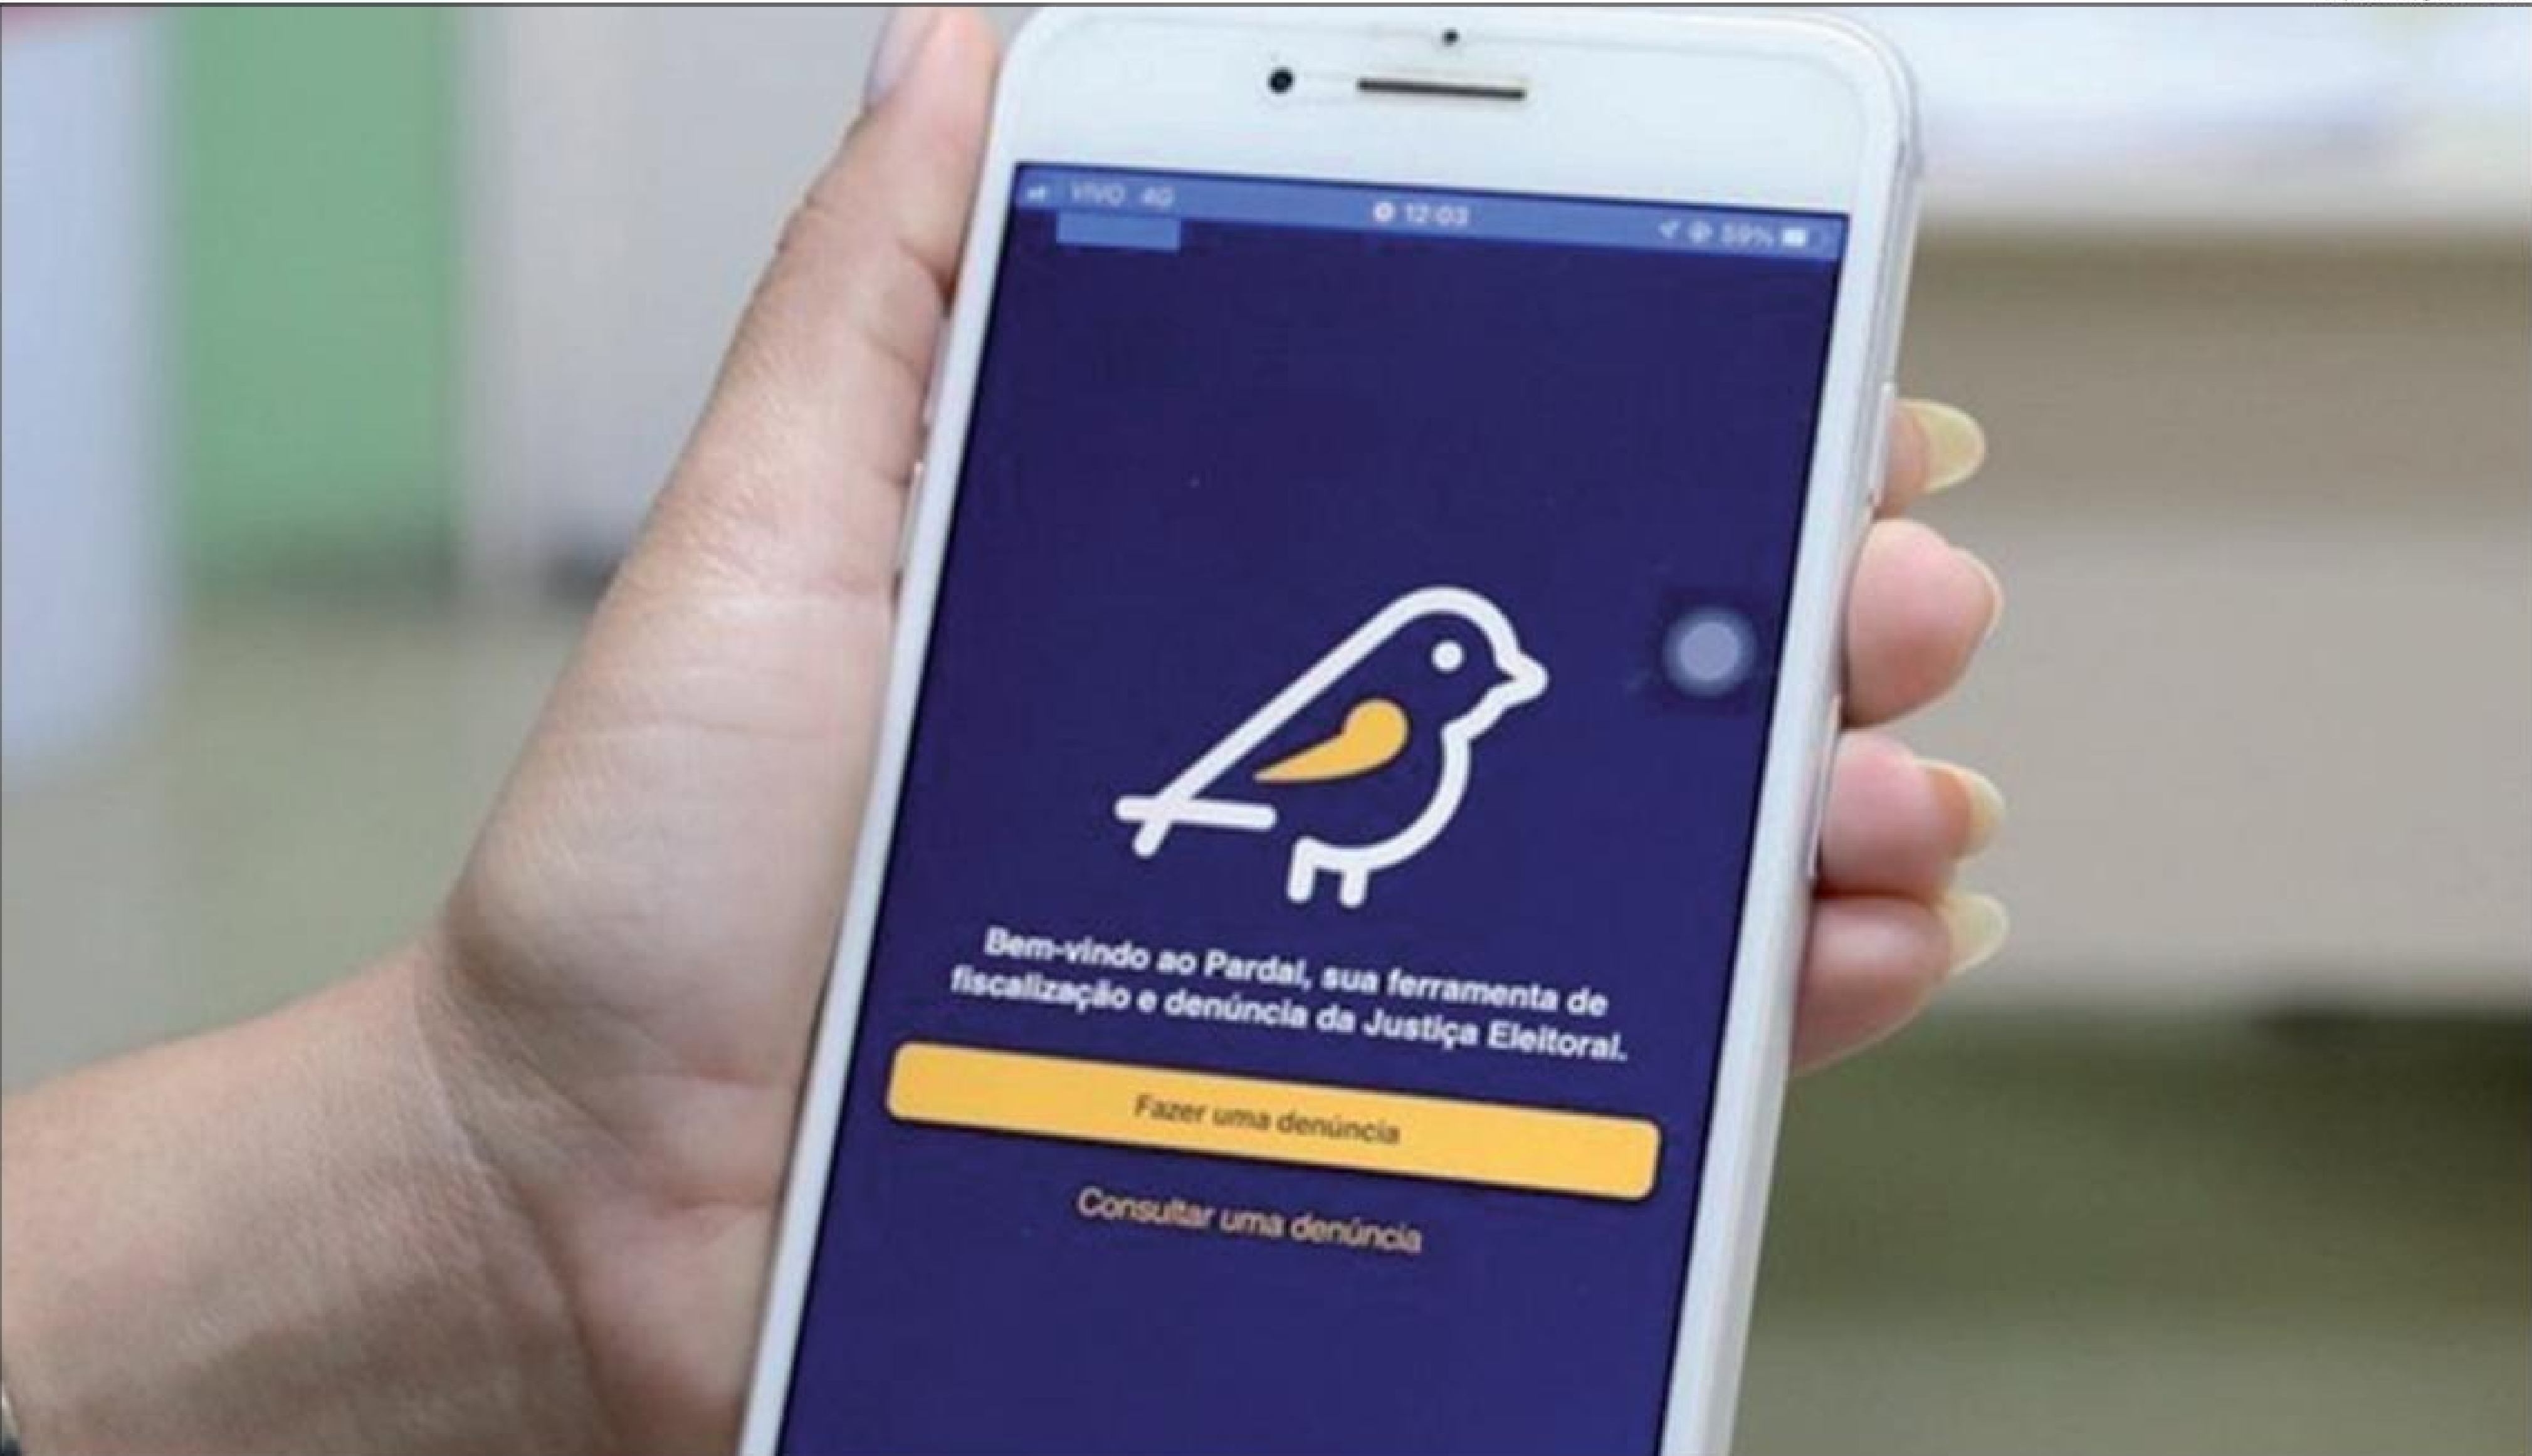 VIVO 4G 12:03 59%
Bem-vindo ao Pardal, sua ferramenta de
fiscalização e denúncia da Justiça Eleitoral.
Fazer uma denúncia
Consultar uma denúncia